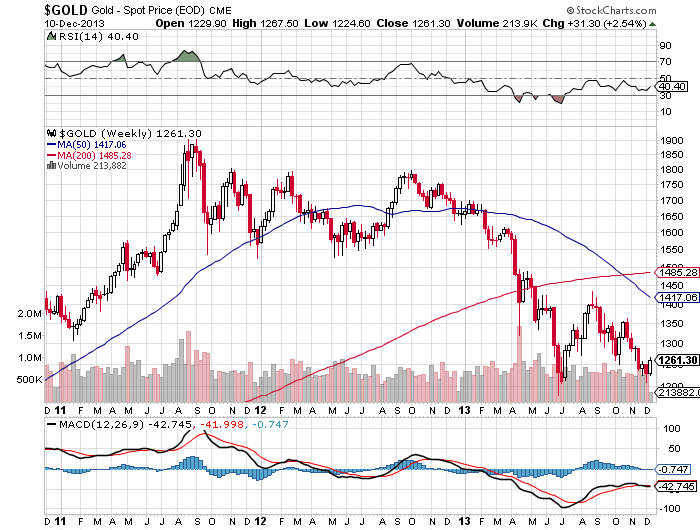 $GOLD Gold - Spot Price (EOD) CME © StockCharts.com
10-Dec-2013 Open 1229.90 High 1267.50 Low 1224.60 Close 1261.30 Volume 213.9K Chg +31.30 (+2.54%)
RSI(14) 40.40
90
70
50
40.40
30
10
$GOLD (Weekly) 1261.30
MA(50) 1417.06
MA(200) 1485.28
Volume 213,882
1900
1850
1800
1750
1700
1650
1600
1550
1500
1485.28
1450
1417.06
1350
1300
1261.30
1250
1200
213882.0
2.0M
1.5M
1.0M
500K
D 11 F M A M J J A S O N D 12 F M A M J J A S O N D 13 F M A M J J A S O N D
MACD(12,26,9) -42.745, -41.998, -0.747
100
50
-0.747
-42.745
-100
D 11 F M A M J J A S O N D 12 F M A M J J A S O N D 13 F M A M J J A S O N D